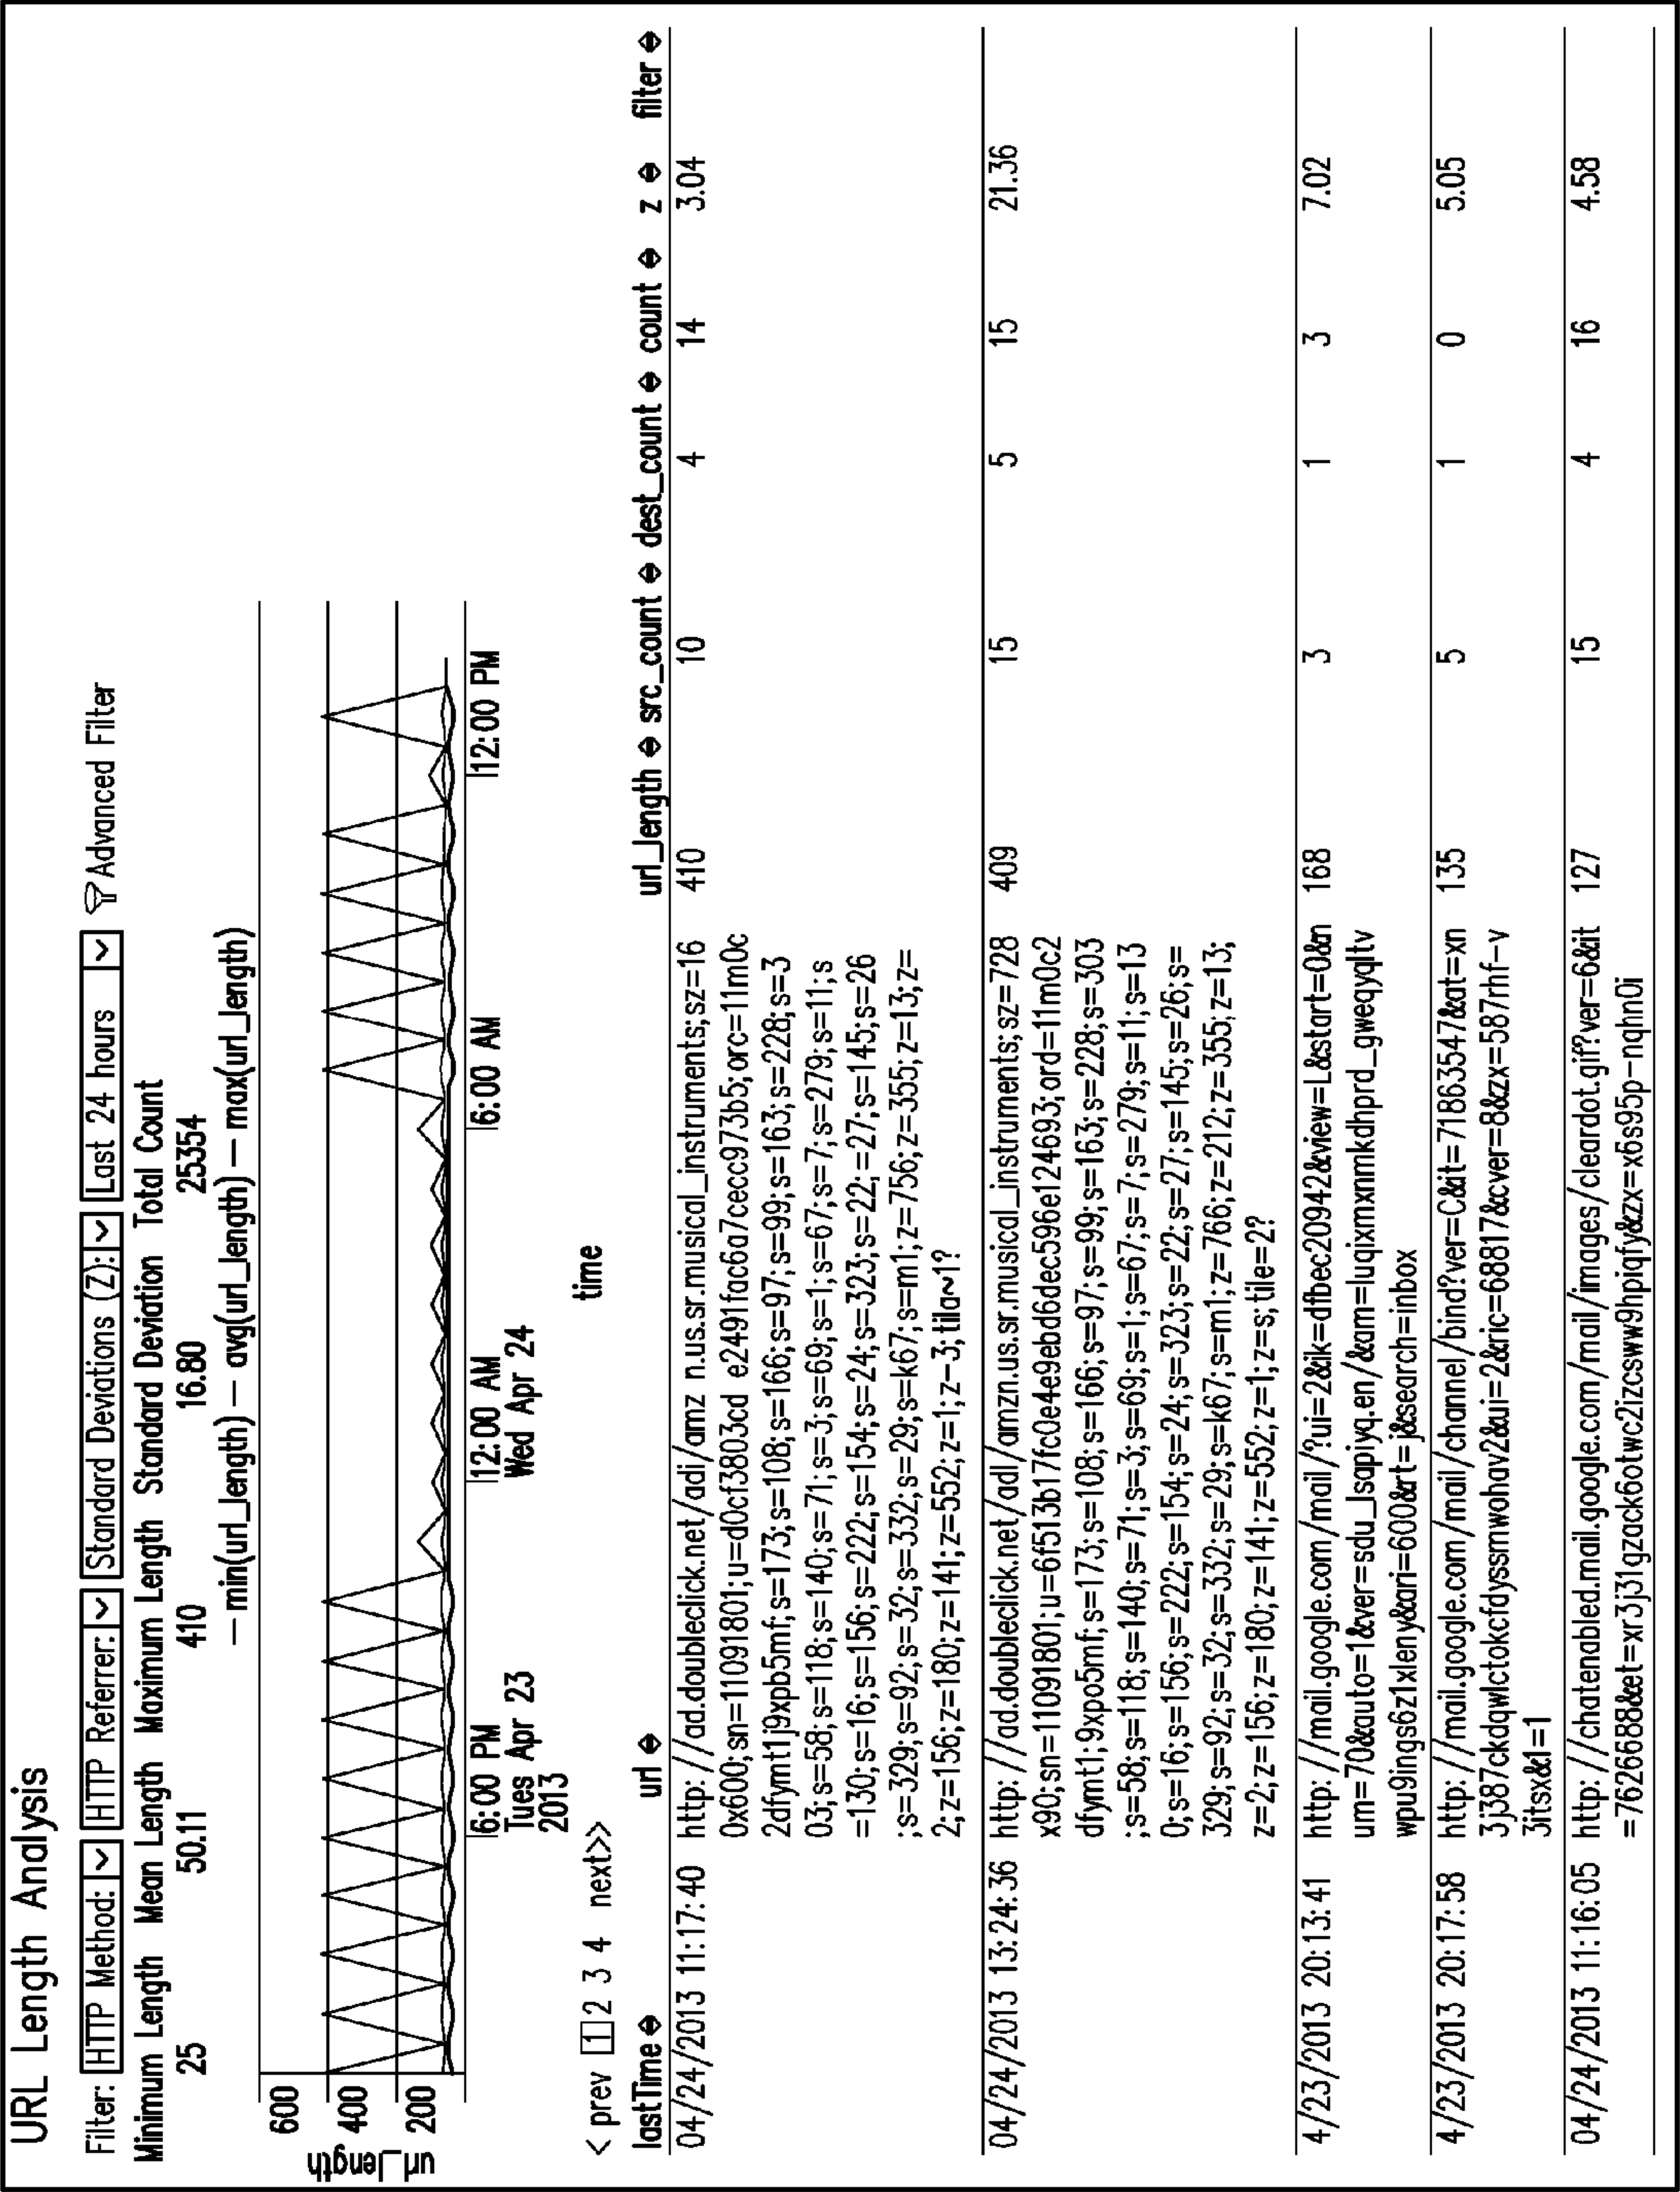 URL Length Analysis
Filter: HTTP Method: HTTP Referrer: Standard Deviations (Z): Last 24 hours Advanced Filter
Minimum Length Mean Length Maximum Length Standard Deviation Total Count
25 50.11 410 16.80 25354
— min(url_length) — avg(url_length) — max(url_length)
600
400
200
url_length
6:00 PM 12:00 AM 6:00 AM 12:00 PM
Tues Apr 23 Wed Apr 24
2013
time
< prev 1 2 3 4 next>>
lastTime url url_length src_count dest_count count z filter
04/24/2013 11:17:40 http: //ad.doubleclick.net/adi/amz n.us.sr.musical_instruments;sz=16 410 10 4 14 3.04
0x600;sn=11091801;u=d0cf3803cd e2491fac6a7cecc973b5;orc=11m0c
2dfymt1j9xpb5mf;s=173;s=108;s=166;s=97;s=99;s=163;s=228;s=3
03;s=58;s=118;s=140;s=71;s=3;s=69;s=1;s=67;s=7;s=279;s=11;s
=130;s=16;s=156;s=222;s=154;s=24;s=323;s=22;=27;s=145;s=26
;s=329;s=92;s=32;s=332;s=29;s=k67;s=m1;z=756;z=355;z=13;z=
2;z=156;z=180;z=141;z=552;z=1;z-3;tila~1?
04/24/2013 13:24:36 http: //ad.doubleclick.net/adl/amzn.us.sr.musical_instruments;sz=728 409 15 5 15 21.36
x90;sn=11091801;u=6f513b17fc0e4e9ebd6dec596e124693;ord=11m0c2
dfymt1;9xpo5mf;s=173;s=108;s=166;s=97;s=99;s=163;s=228;s=303
;s=58;s=118;s=140;s=71;s=3;s=69;s=1;s=67;s=7;s=279;s=11;s=13
0;s=16;s=156;s=222;s=154;s=24;s=323;s=22;s=27;s=145;s=26;s=
329;s=92;s=32;s=332;s=29;s=k67;s=m1;z=766;z=212;z=355;z=13;
z=2;z=156;z=180;z=141;z=552;z=1;z=s;tile=2?
4/23/2013 20:13:41 http: //mail.google.com/mail/?ui=2&ik=dfbec20942&view=L&start=0&n 168 3 1 3 7.02
um=70&auto=1&ver=sdu_lsapiyq.en/&am=luqixmxnmkdhprd_gweqyqltv
wpu9ings6z1xleny&ari=600&rt=j&search=inbox
4/23/2013 20:17:58 http: //mail.google.com/mail/channel/bind?ver=C&it=71863547&at=xn 135 5 1 0 5.05
3j387ckdqwlctokcfdyssmwohav2&ui=2&ric=68817&cver=8&zx=587rhf-v
3itsx&l=1
04/24/2013 11:16:05 http: //chatenabled.mail.google.com/mail/images/cleardot.gif?ver=6&it 127 15 4 16 4.58
=7626688&et=xr3j31qzack6otwc2izcsww9hpiqfy&zx=x6s95p-nqhn0i